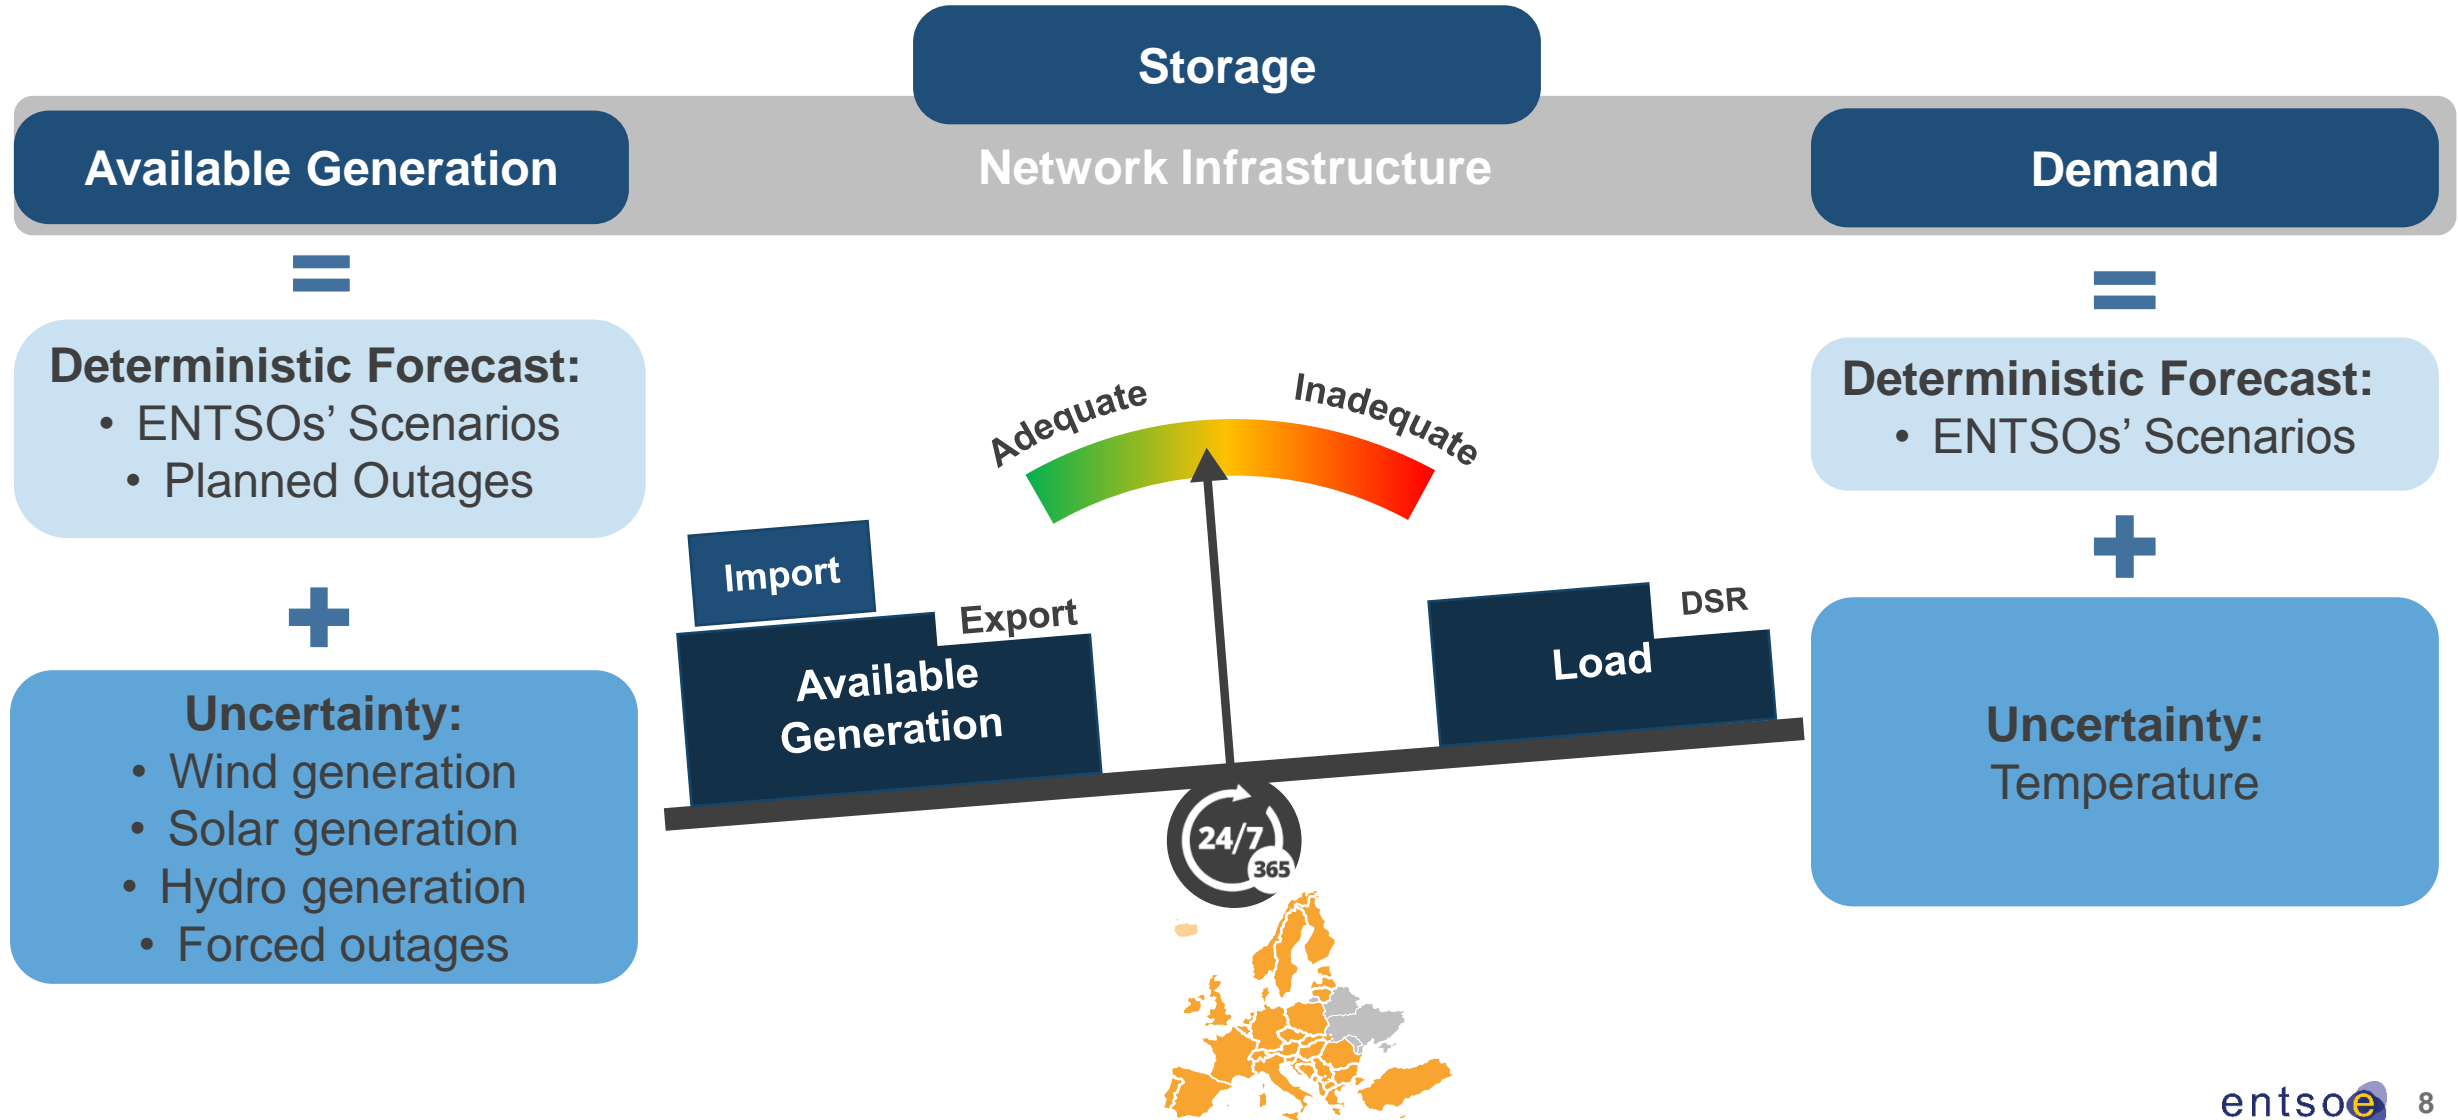 Storage
Available Generation
Network Infrastructure
Demand
Deterministic Forecast:
• ENTSOs’ Scenarios
• Planned Outages
Uncertainty:
• Wind generation
• Solar generation
• Hydro generation
• Forced outages
Adequate
Inadequate
Import
Export
Available
Generation
Load
DSR
24/7
365
Deterministic Forecast:
• ENTSOs’ Scenarios
Uncertainty:
Temperature
entsoe
8